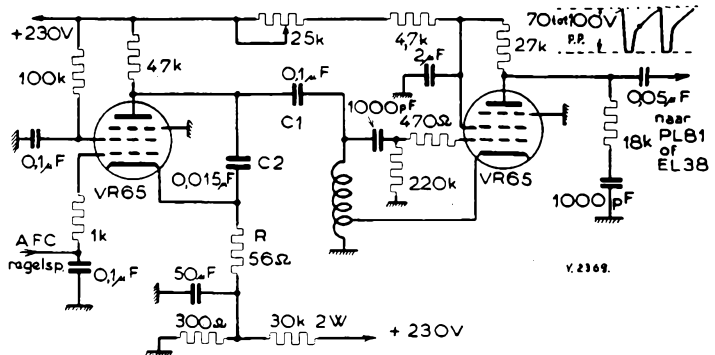 +230V
100k
47k
25k
4,7k
2µF
27k
70 tot 100V
p.p.
0,1µF
C1
1000pF
470Ω
0,05µF
naar
PL81
of
EL38
0,1µF
VR65
C2
0,015µF
220k
VR65
18k
1000pF
1k
AFC
regelsp.
0,1µF
R
56Ω
50µF
300Ω
30k 2W
+230V
V. 2369.